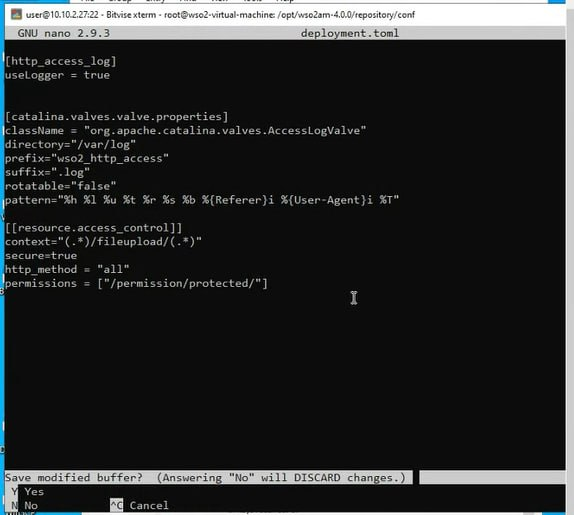 user@10.10.2.27:22 - Bitvise xterm - root@wso2-virtual-machine: /opt/wso2am-4.0.0/repository/conf
GNU nano 2.9.3 deployment.toml
[http_access_log]
useLogger = true
[catalina.valves.valve.properties]
className = "org.apache.catalina.valves.AccessLogValve"
directory="/var/log"
prefix="wso2_http_access"
suffix=".log"
rotatable="false"
pattern="%h %l %u %t %r %s %b %{Referer}i %{User-Agent}i %T"
[[resource.access_control]]
context="(.*)/fileupload/(.*)"
secure=true
http_method = "all"
permissions = ["/permission/protected/"]
Save modified buffer?  (Answering "No" will DISCARD changes.)
Y Yes
N No ^C Cancel